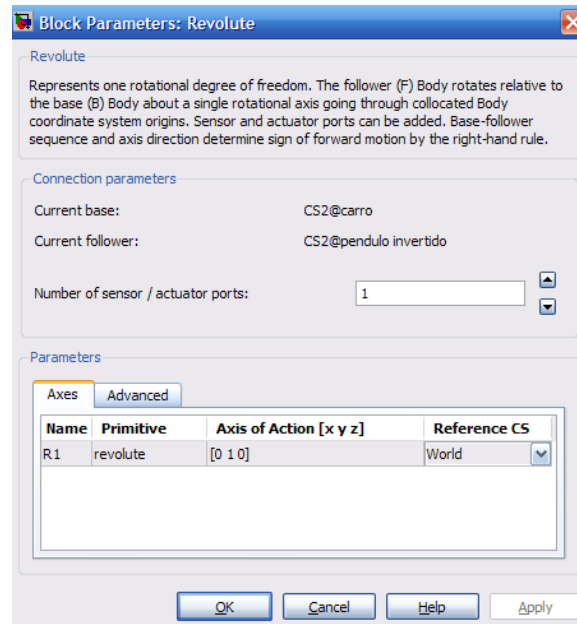 Block Parameters: Revolute
Revolute
Represents one rotational degree of freedom. The follower (F) Body rotates relative to
the base (B) Body about a single rotational axis going through collocated Body
coordinate system origins. Sensor and actuator ports can be added. Base-follower
sequence and axis direction determine sign of forward motion by the right-hand rule.
Connection parameters
Current base: CS2@carro
Current follower: CS2@pendulo invertido
Number of sensor / actuator ports: 1
Parameters
Axes Advanced
Name Primitive Axis of Action [x y z] Reference CS
R1 revolute [0 1 0] World
OK Cancel Help Apply